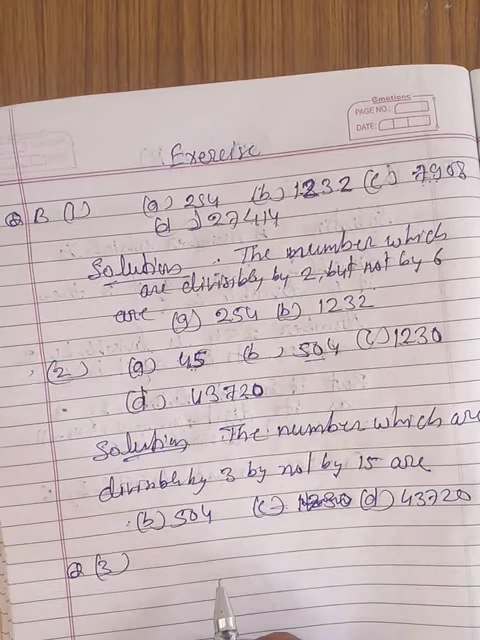 emotions
PAGE NO.:
DATE:
Exercise
B (1) (a) 254 (b) 1232 (c) 7908
(d) 27414
Solution. The number which
are divisibly by 2, but not by 6
are
(a) 254 (b) 1232
(2) (a) 45 (b) 504 (c) 1230
(d) 43720
Solution The number which are
divisible by 3 by not by 15 are
(b) 504 (c) (d) 43720
Q (3)